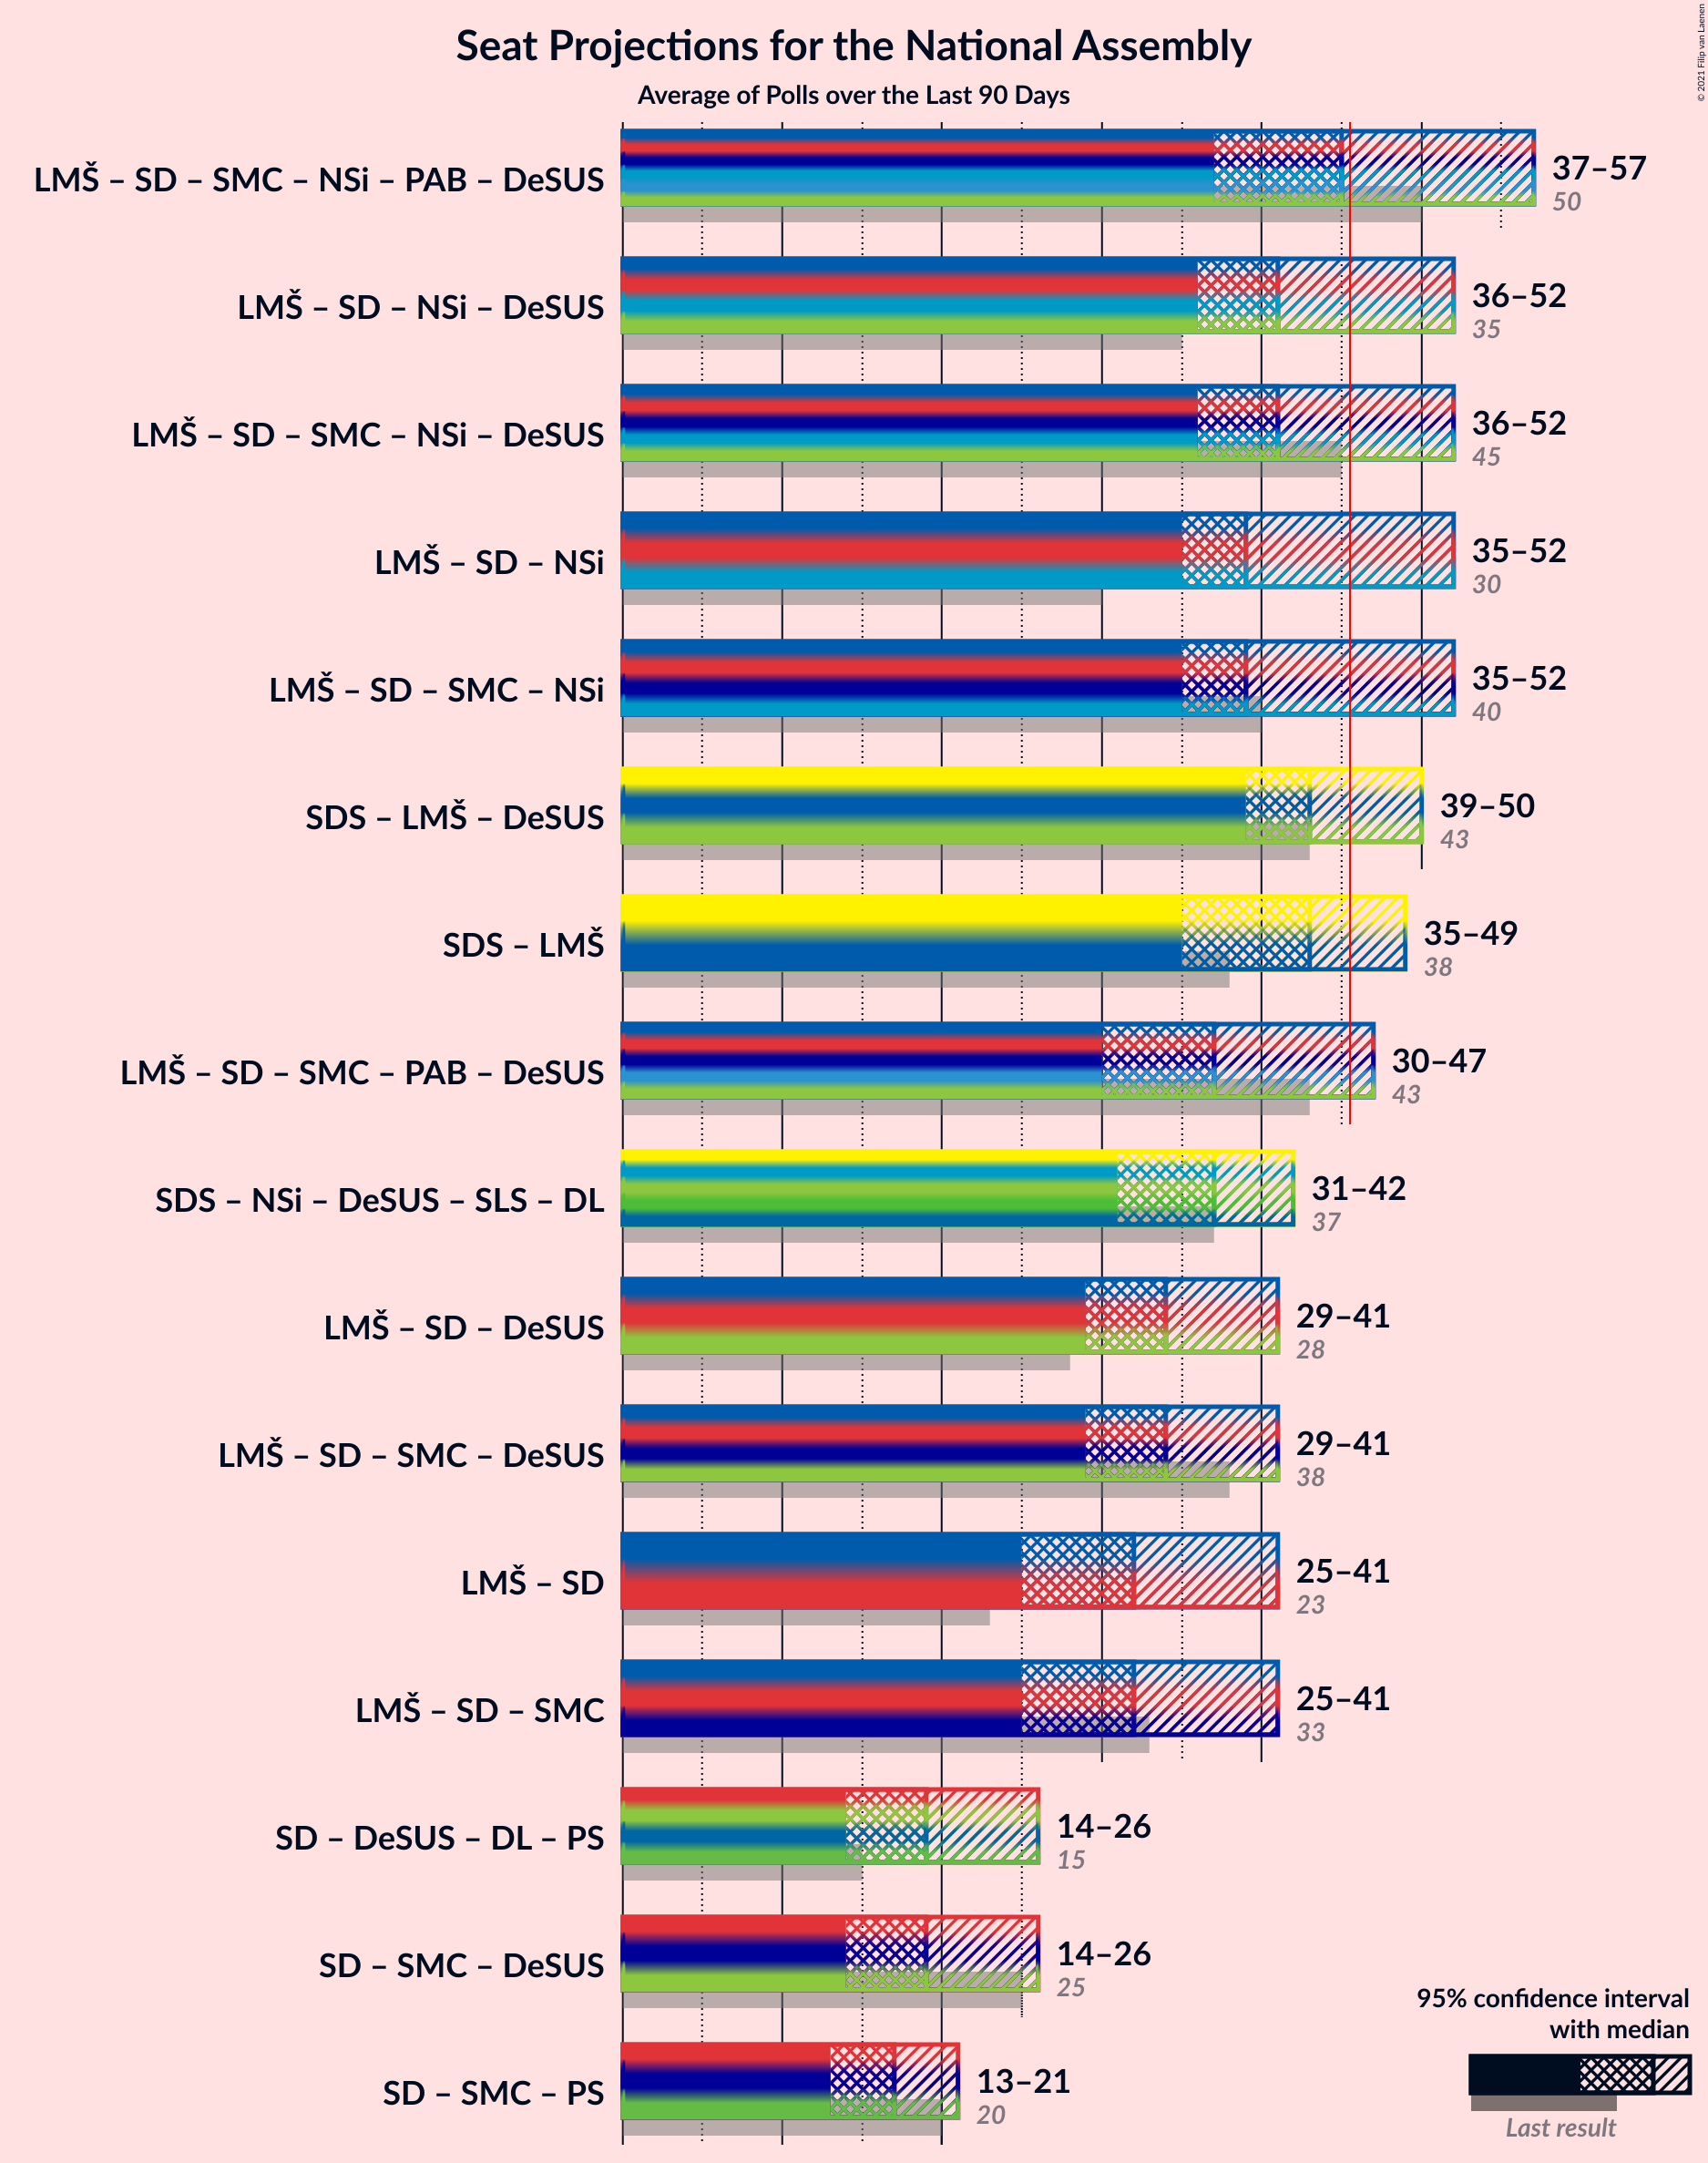 Seat Projections for the National Assembly
Average of Polls over the Last 90 Days
© 2021 Filip van Laenen
LMŠ – SD – SMC – NSi – PAB – DeSUS
37–57
50
LMŠ – SD – NSi – DeSUS
36–52
35
LMŠ – SD – SMC – NSi – DeSUS
36–52
45
LMŠ – SD – NSi
35–52
30
LMŠ – SD – SMC – NSi
35–52
40
SDS – LMŠ – DeSUS
39–50
43
SDS – LMŠ
35–49
38
LMŠ – SD – SMC – PAB – DeSUS
30–47
43
SDS – NSi – DeSUS – SLS – DL
31–42
37
LMŠ – SD – DeSUS
29–41
28
LMŠ – SD – SMC – DeSUS
29–41
38
LMŠ – SD
25–41
23
LMŠ – SD – SMC
25–41
33
SD – DeSUS – DL – PS
14–26
15
SD – SMC – DeSUS
14–26
25
SD – SMC – PS
13–21
20
95% confidence interval
with median
Last result